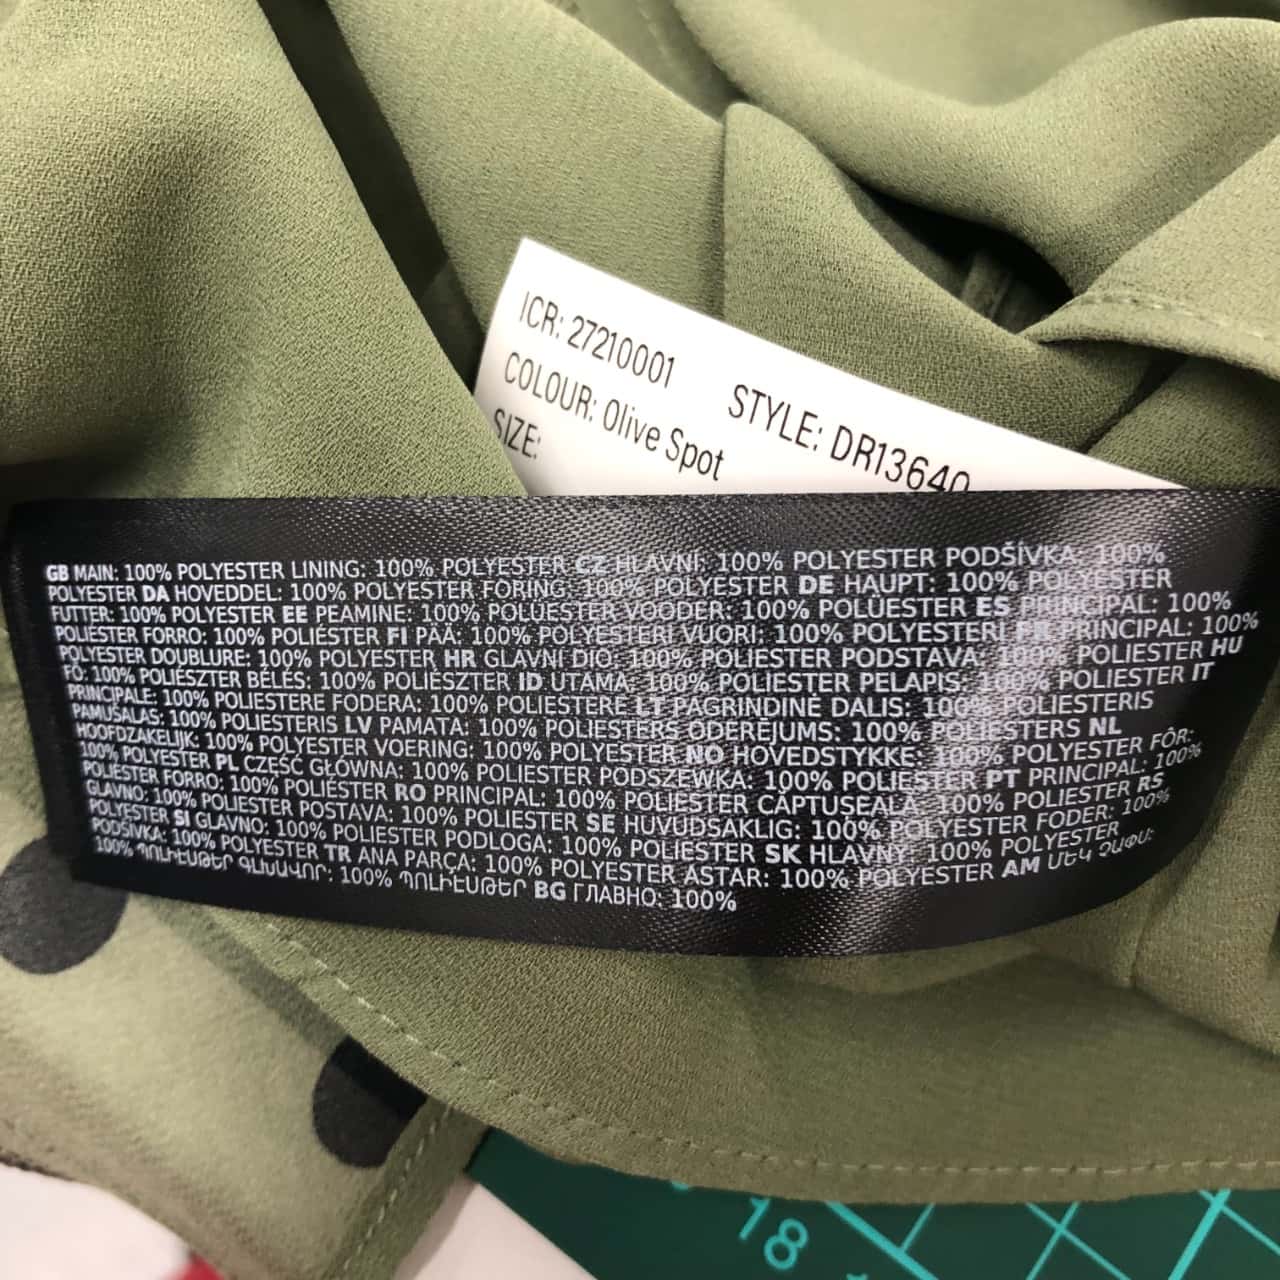 ICR: 27210001
COLOUR: Olive Spot
SIZE:
STYLE: DR13640
GB MAIN: 100% POLYESTER LINING: 100% POLYESTER CZ HLAVNÍ: 100% POLYESTER PODŠÍVKA: 100%
POLYESTER DA HOVEDDEL: 100% POLYESTER FORING: 100% POLYESTER DE HAUPT: 100% POLYESTER
FUTTER: 100% POLYESTER EE PEAMINE: 100% POLÜESTER VOODER: 100% POLÜESTER ES PRINCIPAL: 100%
POLIÉSTER FORRO: 100% POLIÉSTER FI PÄÄ: 100% POLYESTERI VUORI: 100% POLYESTERI FR PRINCIPAL: 100%
POLYESTER DOUBLURE: 100% POLYESTER HR GLAVNI DIO: 100% POLIESTER PODSTAVA: 100% POLIESTER HU
FŐ: 100% POLIÉSZTER BÉLÉS: 100% POLIÉSZTER ID UTAMA: 100% POLIESTER PELAPIS: 100% POLIESTER IT
PRINCIPALE: 100% POLIESTERE FODERA: 100% POLIESTERE LT PAGRINDINĖ DALIS: 100% POLIESTERIS
PAMUŠALAS: 100% POLIESTERIS LV PAMATA: 100% POLIESTERS ODERĒJUMS: 100% POLIESTERS NL
HOOFDZAKELIJK: 100% POLYESTER VOERING: 100% POLYESTER NO HOVEDSTYKKE: 100% POLYESTER FÔR:
100% POLYESTER PL CZĘŚĆ GŁÓWNA: 100% POLYESTER PODSZEWKA: 100% POLIESTER PT PRINCIPAL: 100%
POLIÉSTER FORRO: 100% POLIÉSTER RO PRINCIPAL: 100% POLIESTER CĂPTUȘEALĂ: 100% POLIESTER RS
GLAVNO: 100% POLIESTER POSTAVA: 100% POLIESTER SE HUVUDSAKLIG: 100% POLYESTER FODER: 100%
POLYESTER SI GLAVNO: 100% POLIESTER PODLOGA: 100% POLIESTER SK HLAVNÝ: 100% POLYESTER
PODŠÍVKA: 100% POLYESTER TR ANA PARÇA: 100% POLYESTER ASTAR: 100% POLYESTER AM ՄԵԿ ՉԱՓՍ:
100% ՊՈԼԻԷՍԹԵՐ ԳԼԽԱՎՈՐ: 100% ՊՈԼԻԷՍԹԵՐ BG ГЛАВНО: 100%
18